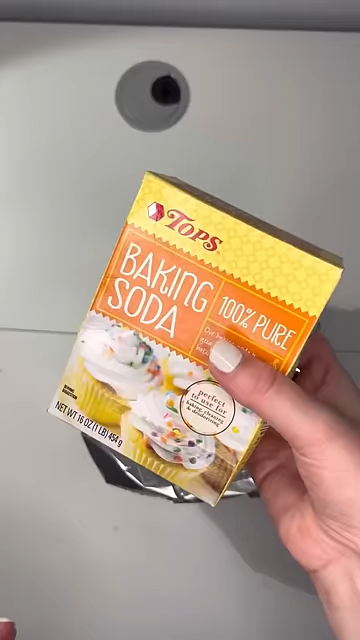 TOPS
BAKING
SODA
100% PURE
perfect
to use for
baking, cleaning
& deodorizing
NET WT 16 OZ (1 LB) 454 g